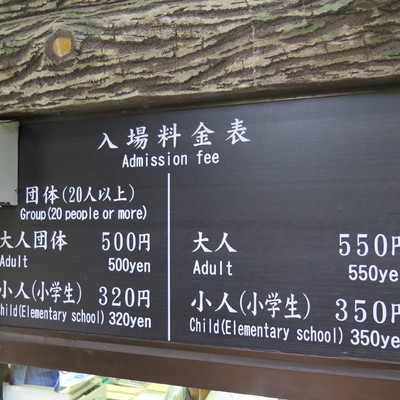 入場料金表
Admission fee
団体(20人以上)
Group(20 people or more)
大人団体 500円
Adult 500yen
小人(小学生) 320円
Child(Elementary school) 320yen
大人 550円
Adult 550yen
小人(小学生) 350円
Child(Elementary school) 350yen